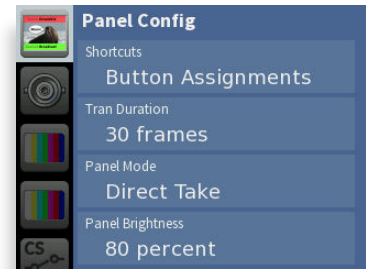 Panel Config
Shortcuts
Button Assignments
Tran Duration
30 frames
Panel Mode
Direct Take
Panel Brightness
80 percent
CS